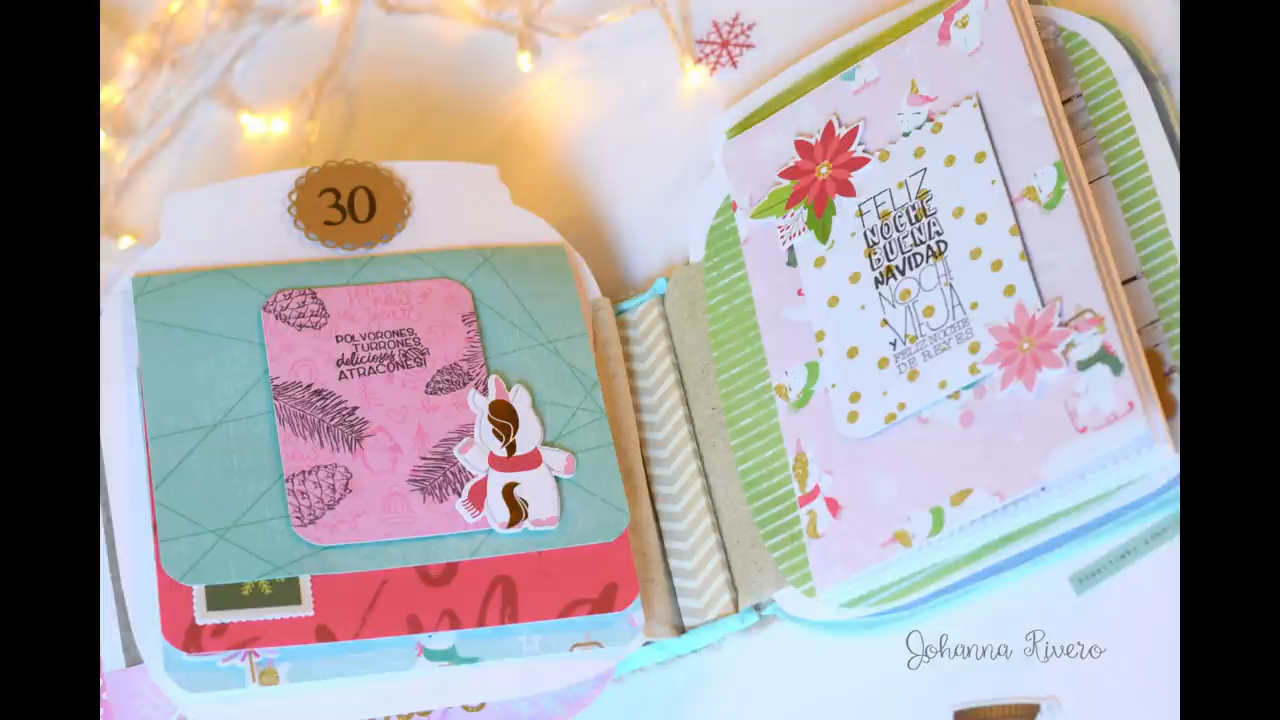 30
POLVORONES,
TURRONES,
deliciosos
ATRACONES!
FELIZ
NOCHE
BUENA
NAVIDAD
NOCHE
VIEJA
Y FELIZ NOCHE
DE REYES
Johanna Rivero